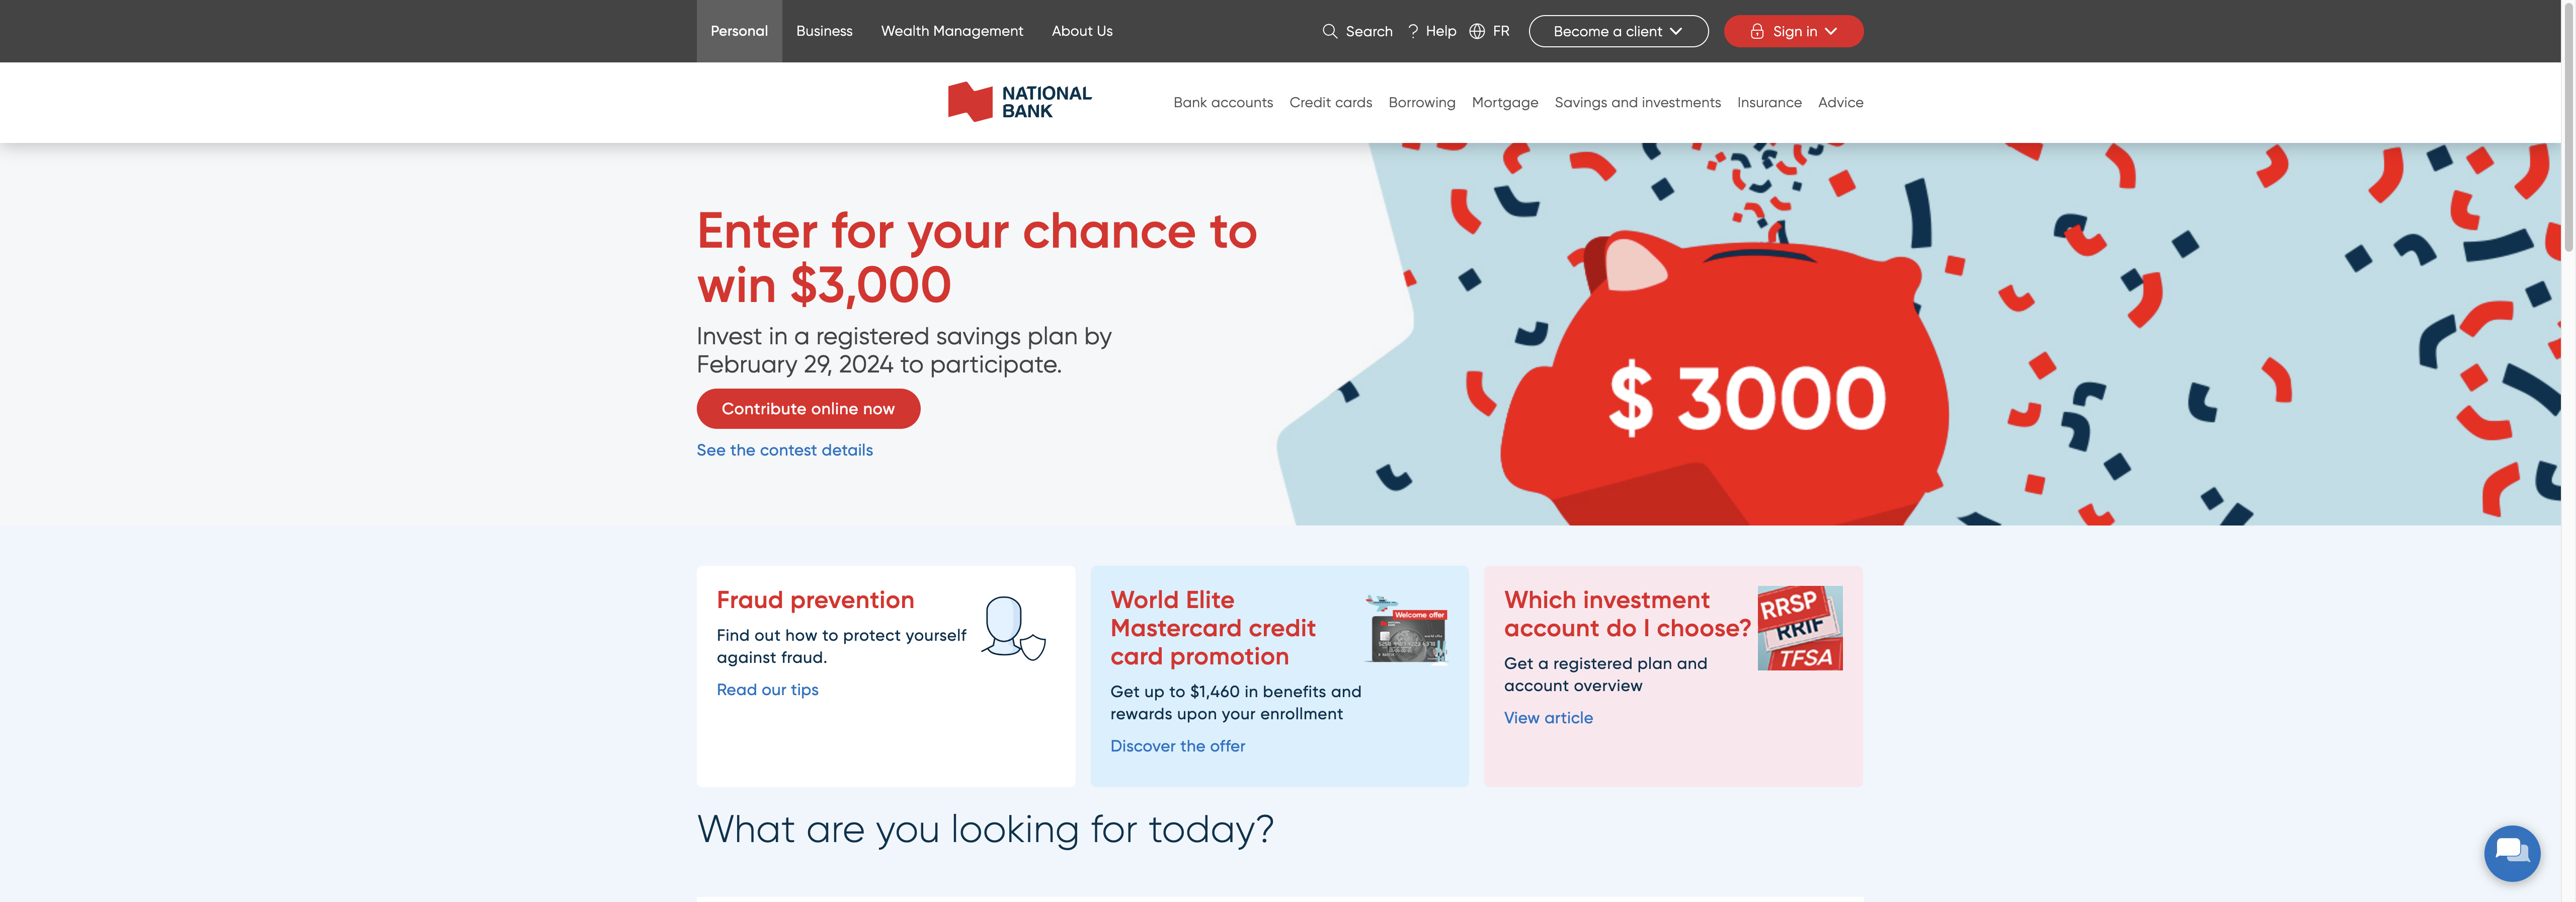 Personal Business Wealth Management About Us Search ? Help FR Become a client Sign in
NATIONAL
BANK
Bank accounts Credit cards Borrowing Mortgage Savings and investments Insurance Advice
Enter for your chance to
win $3,000
Invest in a registered savings plan by
February 29, 2024 to participate.
Contribute online now
See the contest details
$ 3000
Fraud prevention
Find out how to protect yourself
against fraud.
Read our tips
World Elite
Mastercard credit
card promotion
Get up to $1,460 in benefits and
rewards upon your enrollment
Discover the offer
Welcome offer
Which investment
account do I choose?
Get a registered plan and
account overview
View article
RRSP
RRIF
TFSA
What are you looking for today?